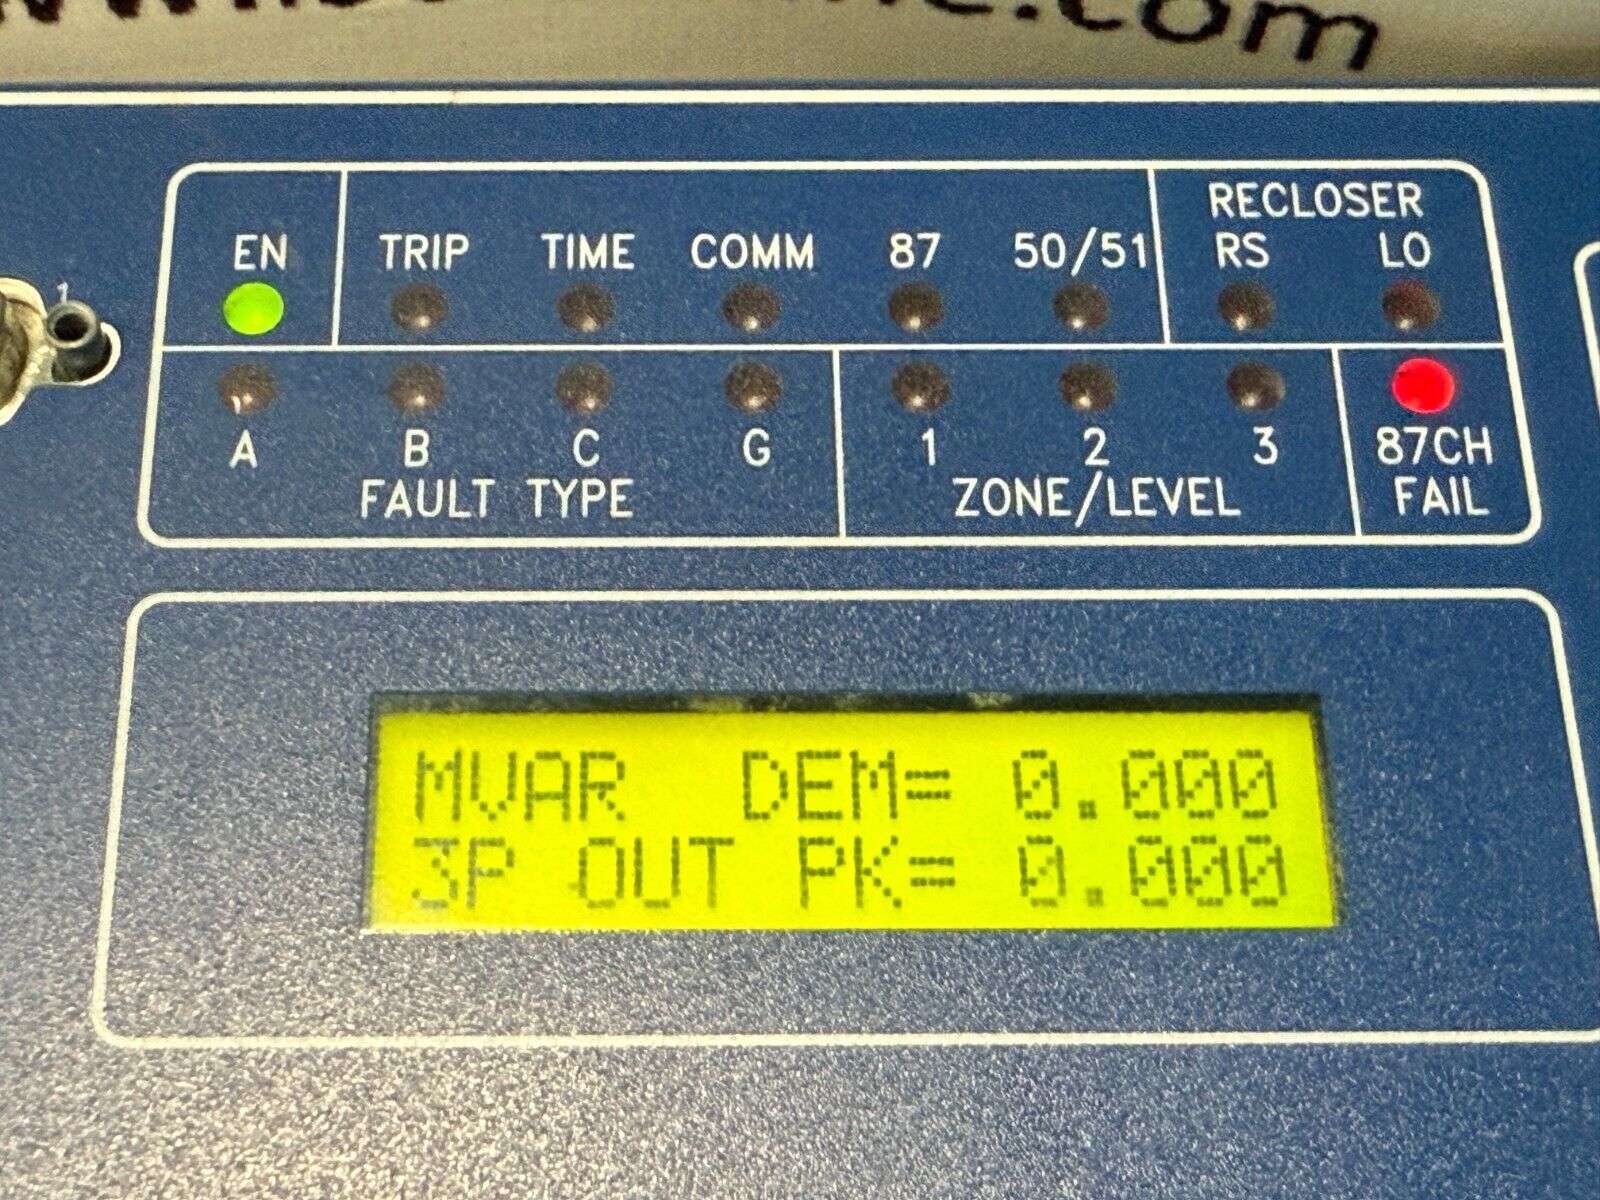 .com
RECLOSER
EN TRIP TIME COMM 87 50/51 RS LO
1
A B C G 1 2 3 87CH
FAULT TYPE ZONE/LEVEL FAIL
MVAR DEM= 0.000
3P OUT PK= 0.000